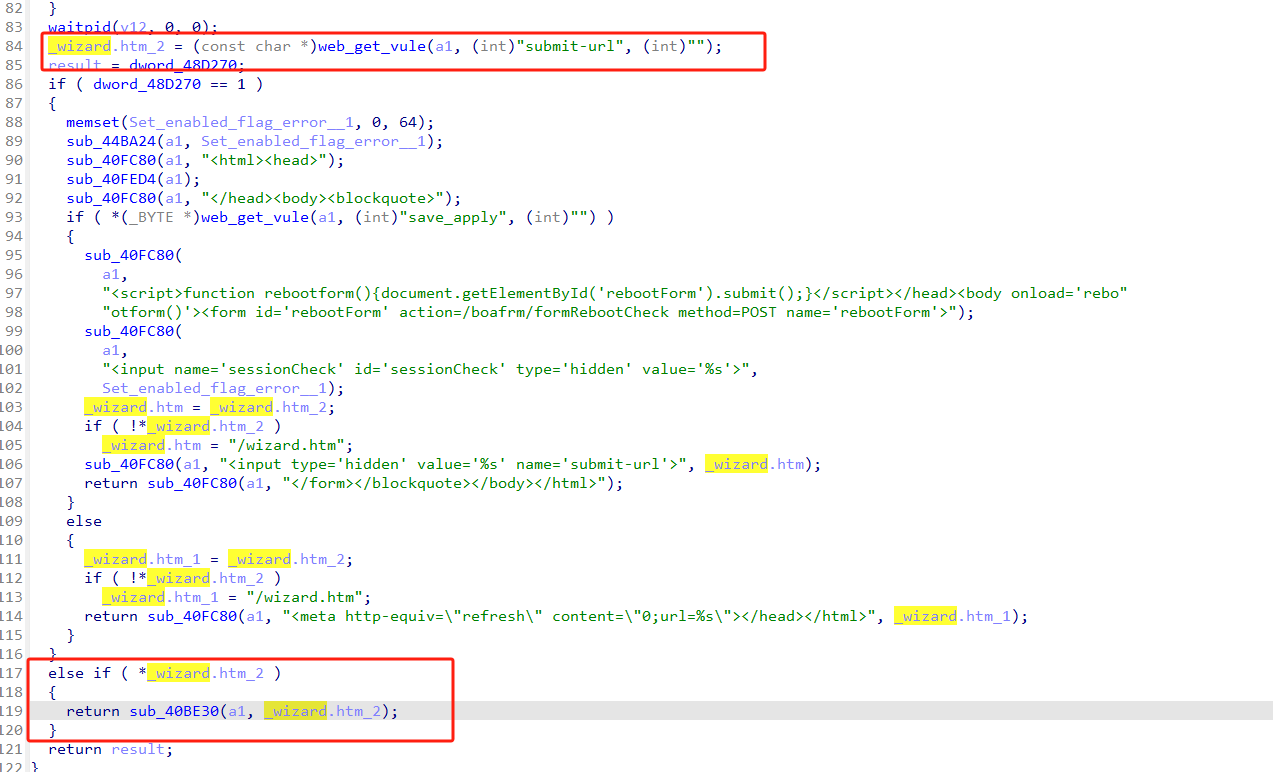 82 }
83 waitpid(v12, 0, 0);
84 _wizard.htm_2 = (const char *)web_get_vule(a1, (int)"submit-url", (int)"");
85 result = dword_48D270;
86 if ( dword_48D270 == 1 )
87 {
88 memset(Set_enabled_flag_error__1, 0, 64);
89 sub_44BA24(a1, Set_enabled_flag_error__1);
90 sub_40FC80(a1, "<html><head>");
91 sub_40FED4(a1);
92 sub_40FC80(a1, "</head><body><blockquote>");
93 if ( *(_BYTE *)web_get_vule(a1, (int)"save_apply", (int)"") )
94 {
95 sub_40FC80(
96 a1,
97 "<script>function rebootform(){document.getElementById('rebootForm').submit();}</script></head><body onload='rebo"
98 "otform()'><form id='rebootForm' action=/boafrm/formRebootCheck method=POST name='rebootForm'>");
99 sub_40FC80(
100 a1,
101 "<input name='sessionCheck' id='sessionCheck' type='hidden' value='%s'>",
102 Set_enabled_flag_error__1);
103 _wizard.htm = _wizard.htm_2;
104 if ( !*_wizard.htm_2 )
105 _wizard.htm = "/wizard.htm";
106 sub_40FC80(a1, "<input type='hidden' value='%s' name='submit-url'>", _wizard.htm);
107 return sub_40FC80(a1, "</form></blockquote></body></html>");
108 }
109 else
110 {
111 _wizard.htm_1 = _wizard.htm_2;
112 if ( !*_wizard.htm_2 )
113 _wizard.htm_1 = "/wizard.htm";
114 return sub_40FC80(a1, "<meta http-equiv=\"refresh\" content=\"0;url=%s\"></head></html>", _wizard.htm_1);
115 }
116 }
117 else if ( *_wizard.htm_2 )
118 {
119 return sub_40BE30(a1, _wizard.htm_2);
120 }
121 return result;
122 }